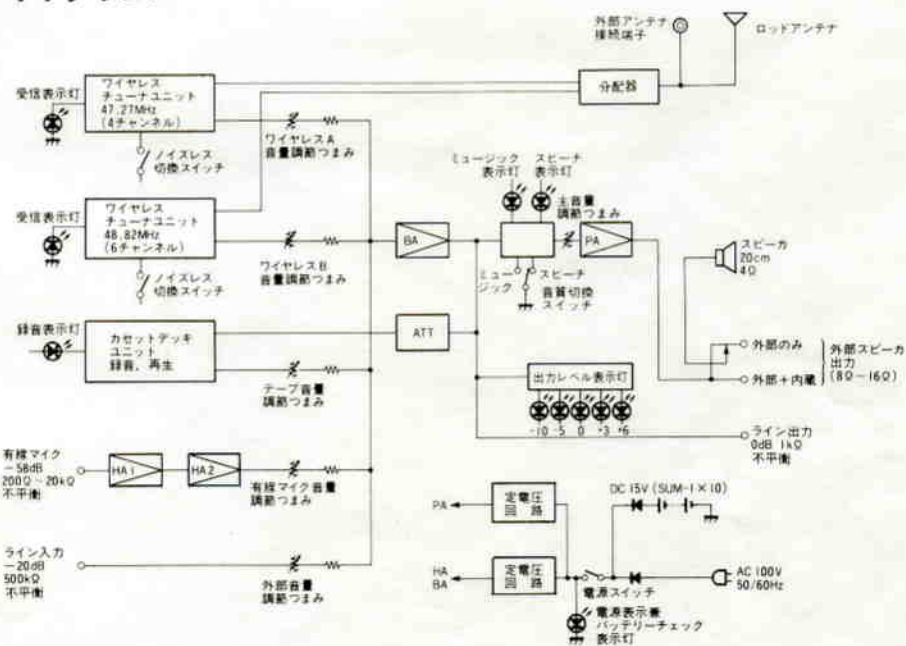 外部アンテナ
接続端子
ロッドアンテナ
分配器
受信表示灯
ワイヤレス
チューナユニット
47.27MHz
(4チャンネル)
ワイヤレスA
音量調節つまみ
ノイズレス
切換スイッチ
受信表示灯
ワイヤレス
チューナユニット
48.82MHz
(6チャンネル)
ワイヤレスB
音量調節つまみ
ノイズレス
切換スイッチ
BA
ミュージック
表示灯
スピーチ
表示灯
主音量
調節つまみ
PA
ミュー
ジック
スピーチ
音質切換
スイッチ
スピーカ
20cm
4Ω
録音表示灯
カセットデッキ
ユニット
録音、再生
ATT
テープ音量
調節つまみ
出力レベル表示灯
-10 -5 0 +3 +6
外部のみ
外部+内蔵
外部スピーカ
出力
(8Ω~16Ω)
ライン出力
0dB 1kΩ
不平衡
有線マイク
-58dB
200Ω~20kΩ
不平衡
HA1
HA2
有線マイク音量
調節つまみ
ライン入力
-20dB
500kΩ
不平衡
外部音量
調節つまみ
PA
定電圧
回路
DC 15V (SUM-1×10)
HA
BA
定電圧
回路
電源スイッチ
AC 100V
50/60Hz
電源表示兼
バッテリーチェック
表示灯